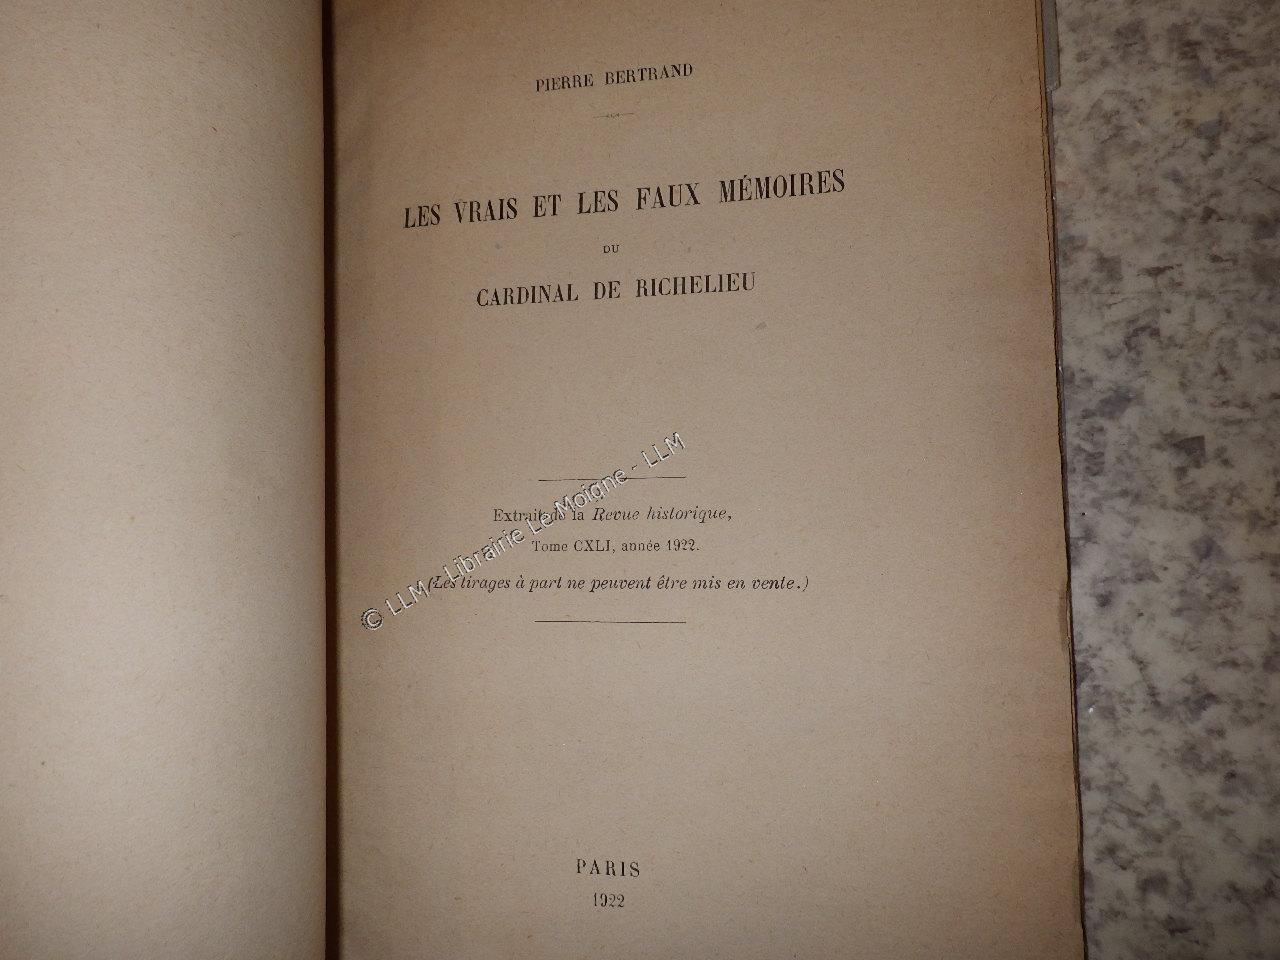 PIERRE BERTRAND
LES VRAIS ET LES FAUX MÉMOIRES
DU
CARDINAL DE RICHELIEU
Extrait de la Revue historique,
Tome CXLI, année 1922.
(Les tirages à part ne peuvent être mis en vente.)
© LLM - Librairie Le Moigne - LLM
PARIS
1922